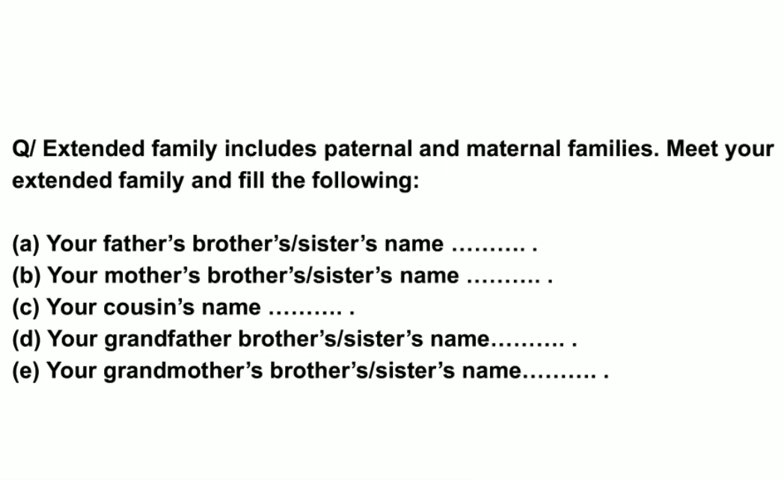 Q/ Extended family includes paternal and maternal families. Meet your
extended family and fill the following:
(a) Your father’s brother’s/sister’s name .......... .
(b) Your mother’s brother’s/sister’s name .......... .
(c) Your cousin’s name .......... .
(d) Your grandfather brother’s/sister’s name.......... .
(e) Your grandmother’s brother’s/sister’s name.......... .